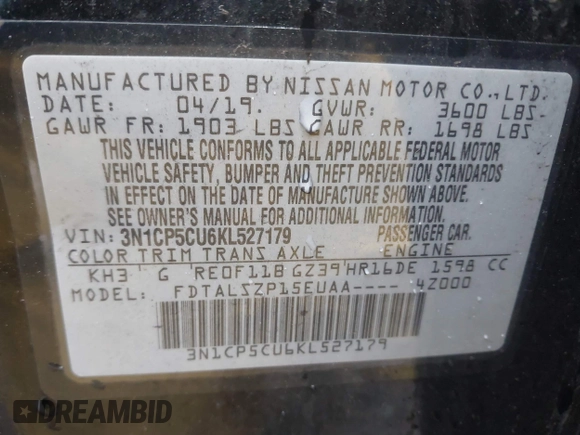 MANUFACTURED BY NISSAN MOTOR CO.,LTD.
DATE: 04/19. GVWR: 3600 LBS
GAWR FR: 1903 LBS GAWR RR: 1698 LBS
THIS VEHICLE CONFORMS TO ALL APPLICABLE FEDERAL MOTOR
VEHICLE SAFETY, BUMPER AND THEFT PREVENTION STANDARDS
IN EFFECT ON THE DATE OF MANUFACTURE SHOWN ABOVE.
SEE OWNER'S MANUAL FOR ADDITIONAL INFORMATION.
VIN: 3N1CP5CU6KL527179 PASSENGER CAR.
COLOR TRIM TRANS AXLE ENGINE
KH3 G RE0F11B GZ39 HR16DE 1598 CC
MODEL: FDTALSZP15EUAA---- 4Z000
3N1CP5CU6KL527179
DREAMBID